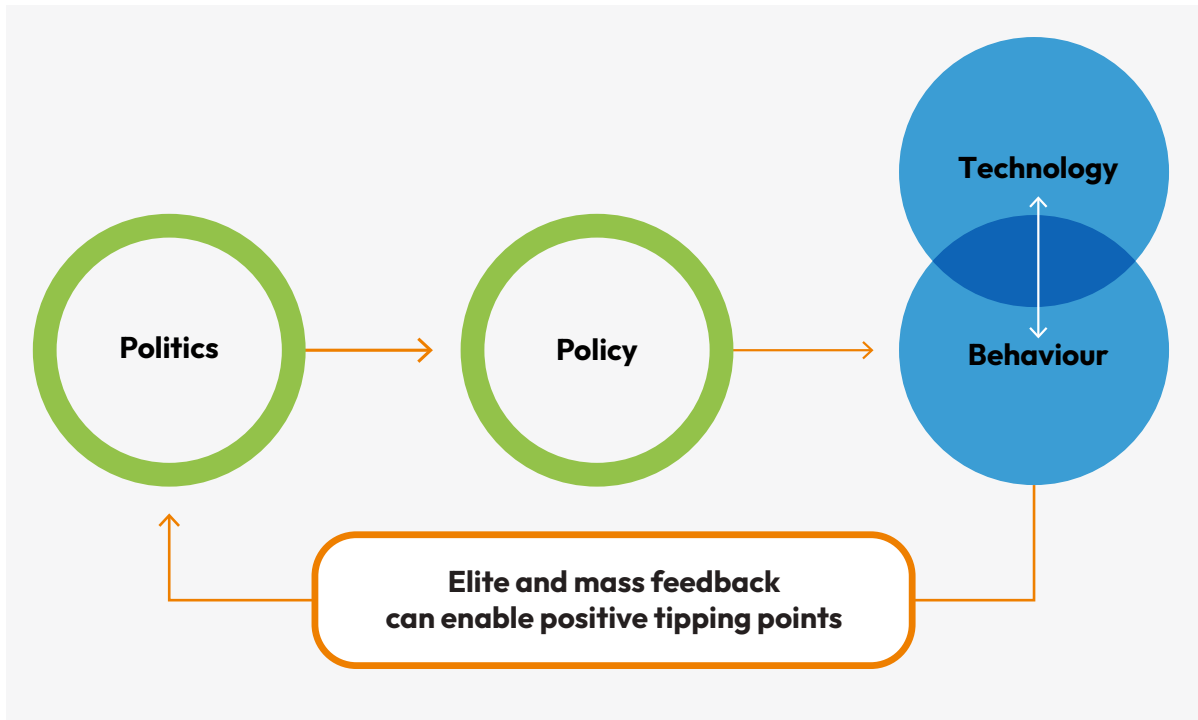 Technology
Politics
Policy
Behaviour
Elite and mass feedback
can enable positive tipping points